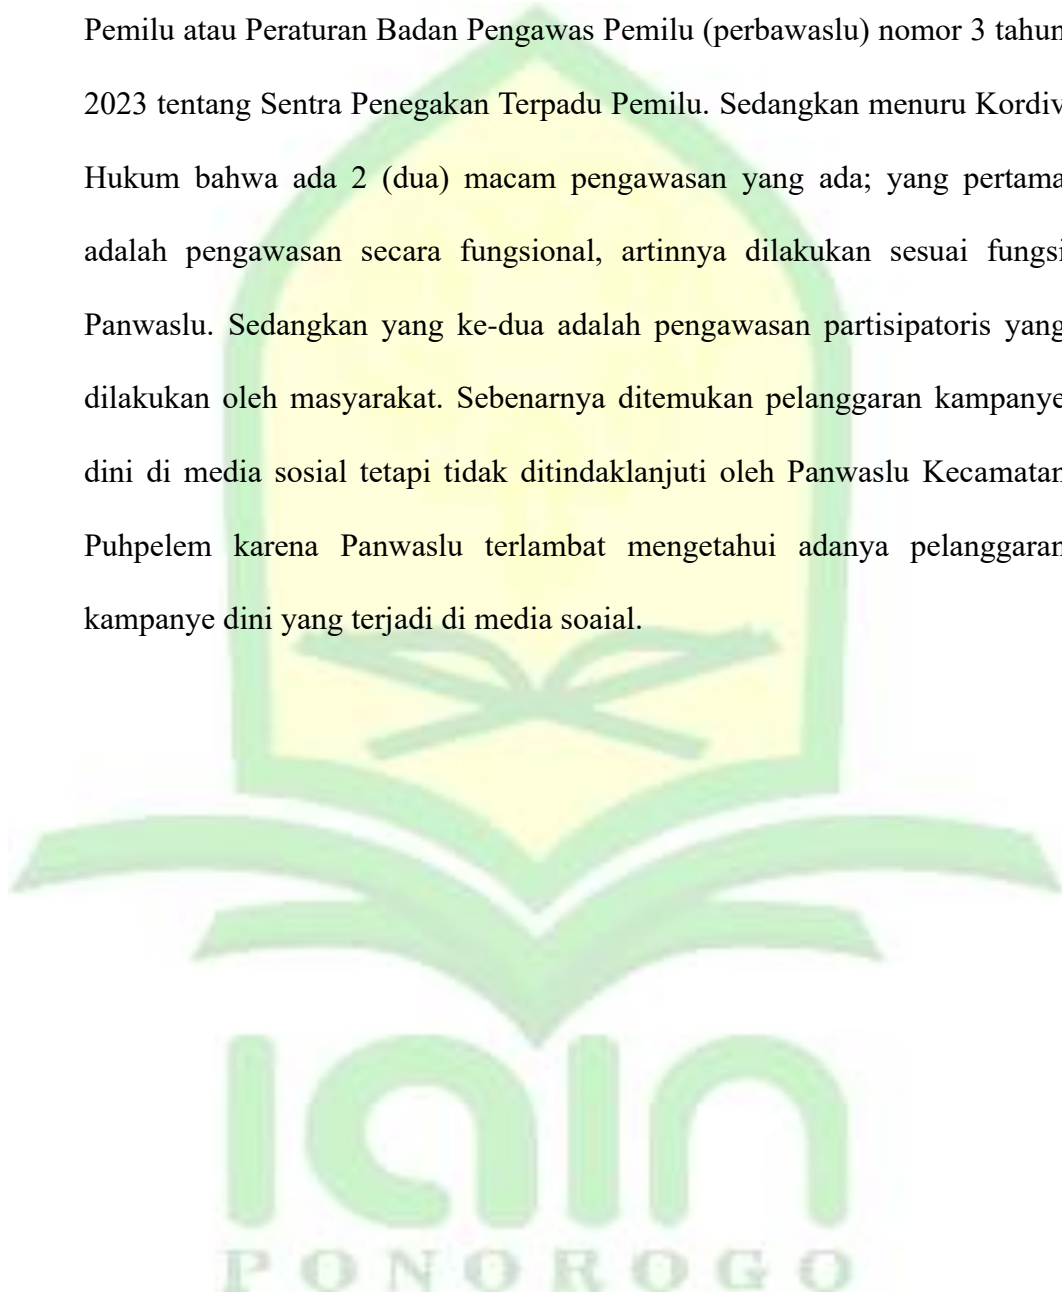 Pemilu atau Peraturan Badan Pengawas Pemilu (perbawaslu) nomor 3 tahun
2023 tentang Sentra Penegakan Terpadu Pemilu. Sedangkan menuru Kordiv
Hukum bahwa ada 2 (dua) macam pengawasan yang ada; yang pertama
adalah pengawasan secara fungsional, artinnya dilakukan sesuai fungsi
Panwaslu. Sedangkan yang ke-dua adalah pengawasan partisipatoris yang
dilakukan oleh masyarakat. Sebenarnya ditemukan pelanggaran kampanye
dini di media sosial tetapi tidak ditindaklanjuti oleh Panwaslu Kecamatan
Puhpelem karena Panwaslu terlambat mengetahui adanya pelanggaran
kampanye dini yang terjadi di media soaial.
iain
PONOROGO